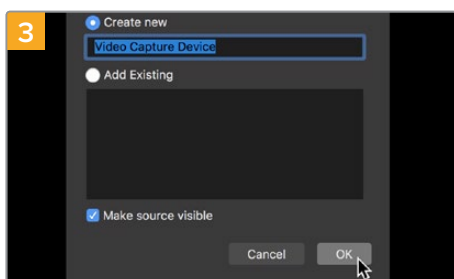 3
Create new
Video Capture Device
Add Existing
Make source visible
Cancel OK